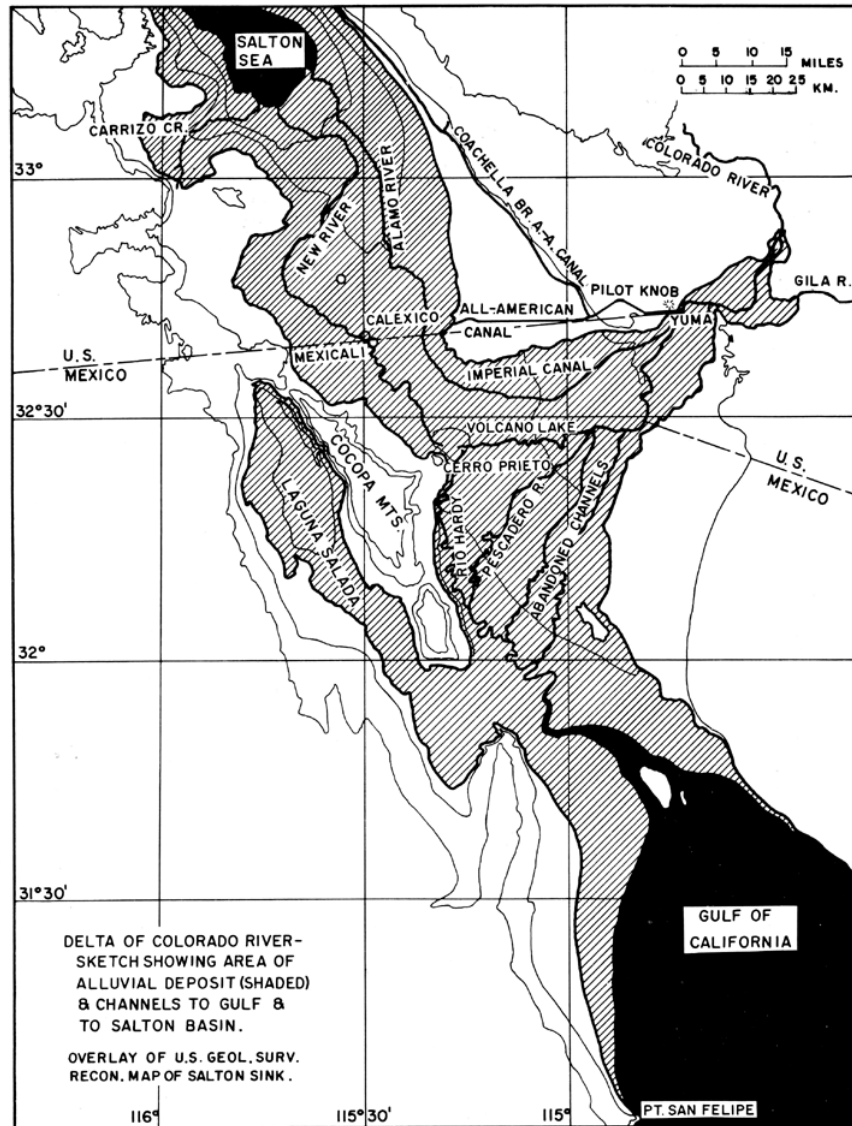 SALTON
SEA
0 5 10 15
MILES
0 5 10 15 20 25
KM.
CARRIZO CR.
COACHELLA BR. A.-A. CANAL
COLORADO RIVER
33°
ALAMO RIVER
NEW RIVER
PILOT KNOB
GILA R.
ALL-AMERICAN
CANAL
CALEXICO
YUMA
MEXICALI
U.S.
MEXICO
IMPERIAL CANAL
32°30'
VOLCANO LAKE
CERRO PRIETO
U.S.
MEXICO
COCOPA MTS.
LAGUNA SALADA
RIO HARDY
PESCADERO R.
ABANDONED CHANNELS
32°
31°30'
GULF OF
CALIFORNIA
DELTA OF COLORADO RIVER-
SKETCH SHOWING AREA OF
ALLUVIAL DEPOSIT (SHADED)
& CHANNELS TO GULF &
TO SALTON BASIN.
OVERLAY OF U.S. GEOL. SURV.
RECON. MAP OF SALTON SINK.
116°
115°30'
115°
PT. SAN FELIPE